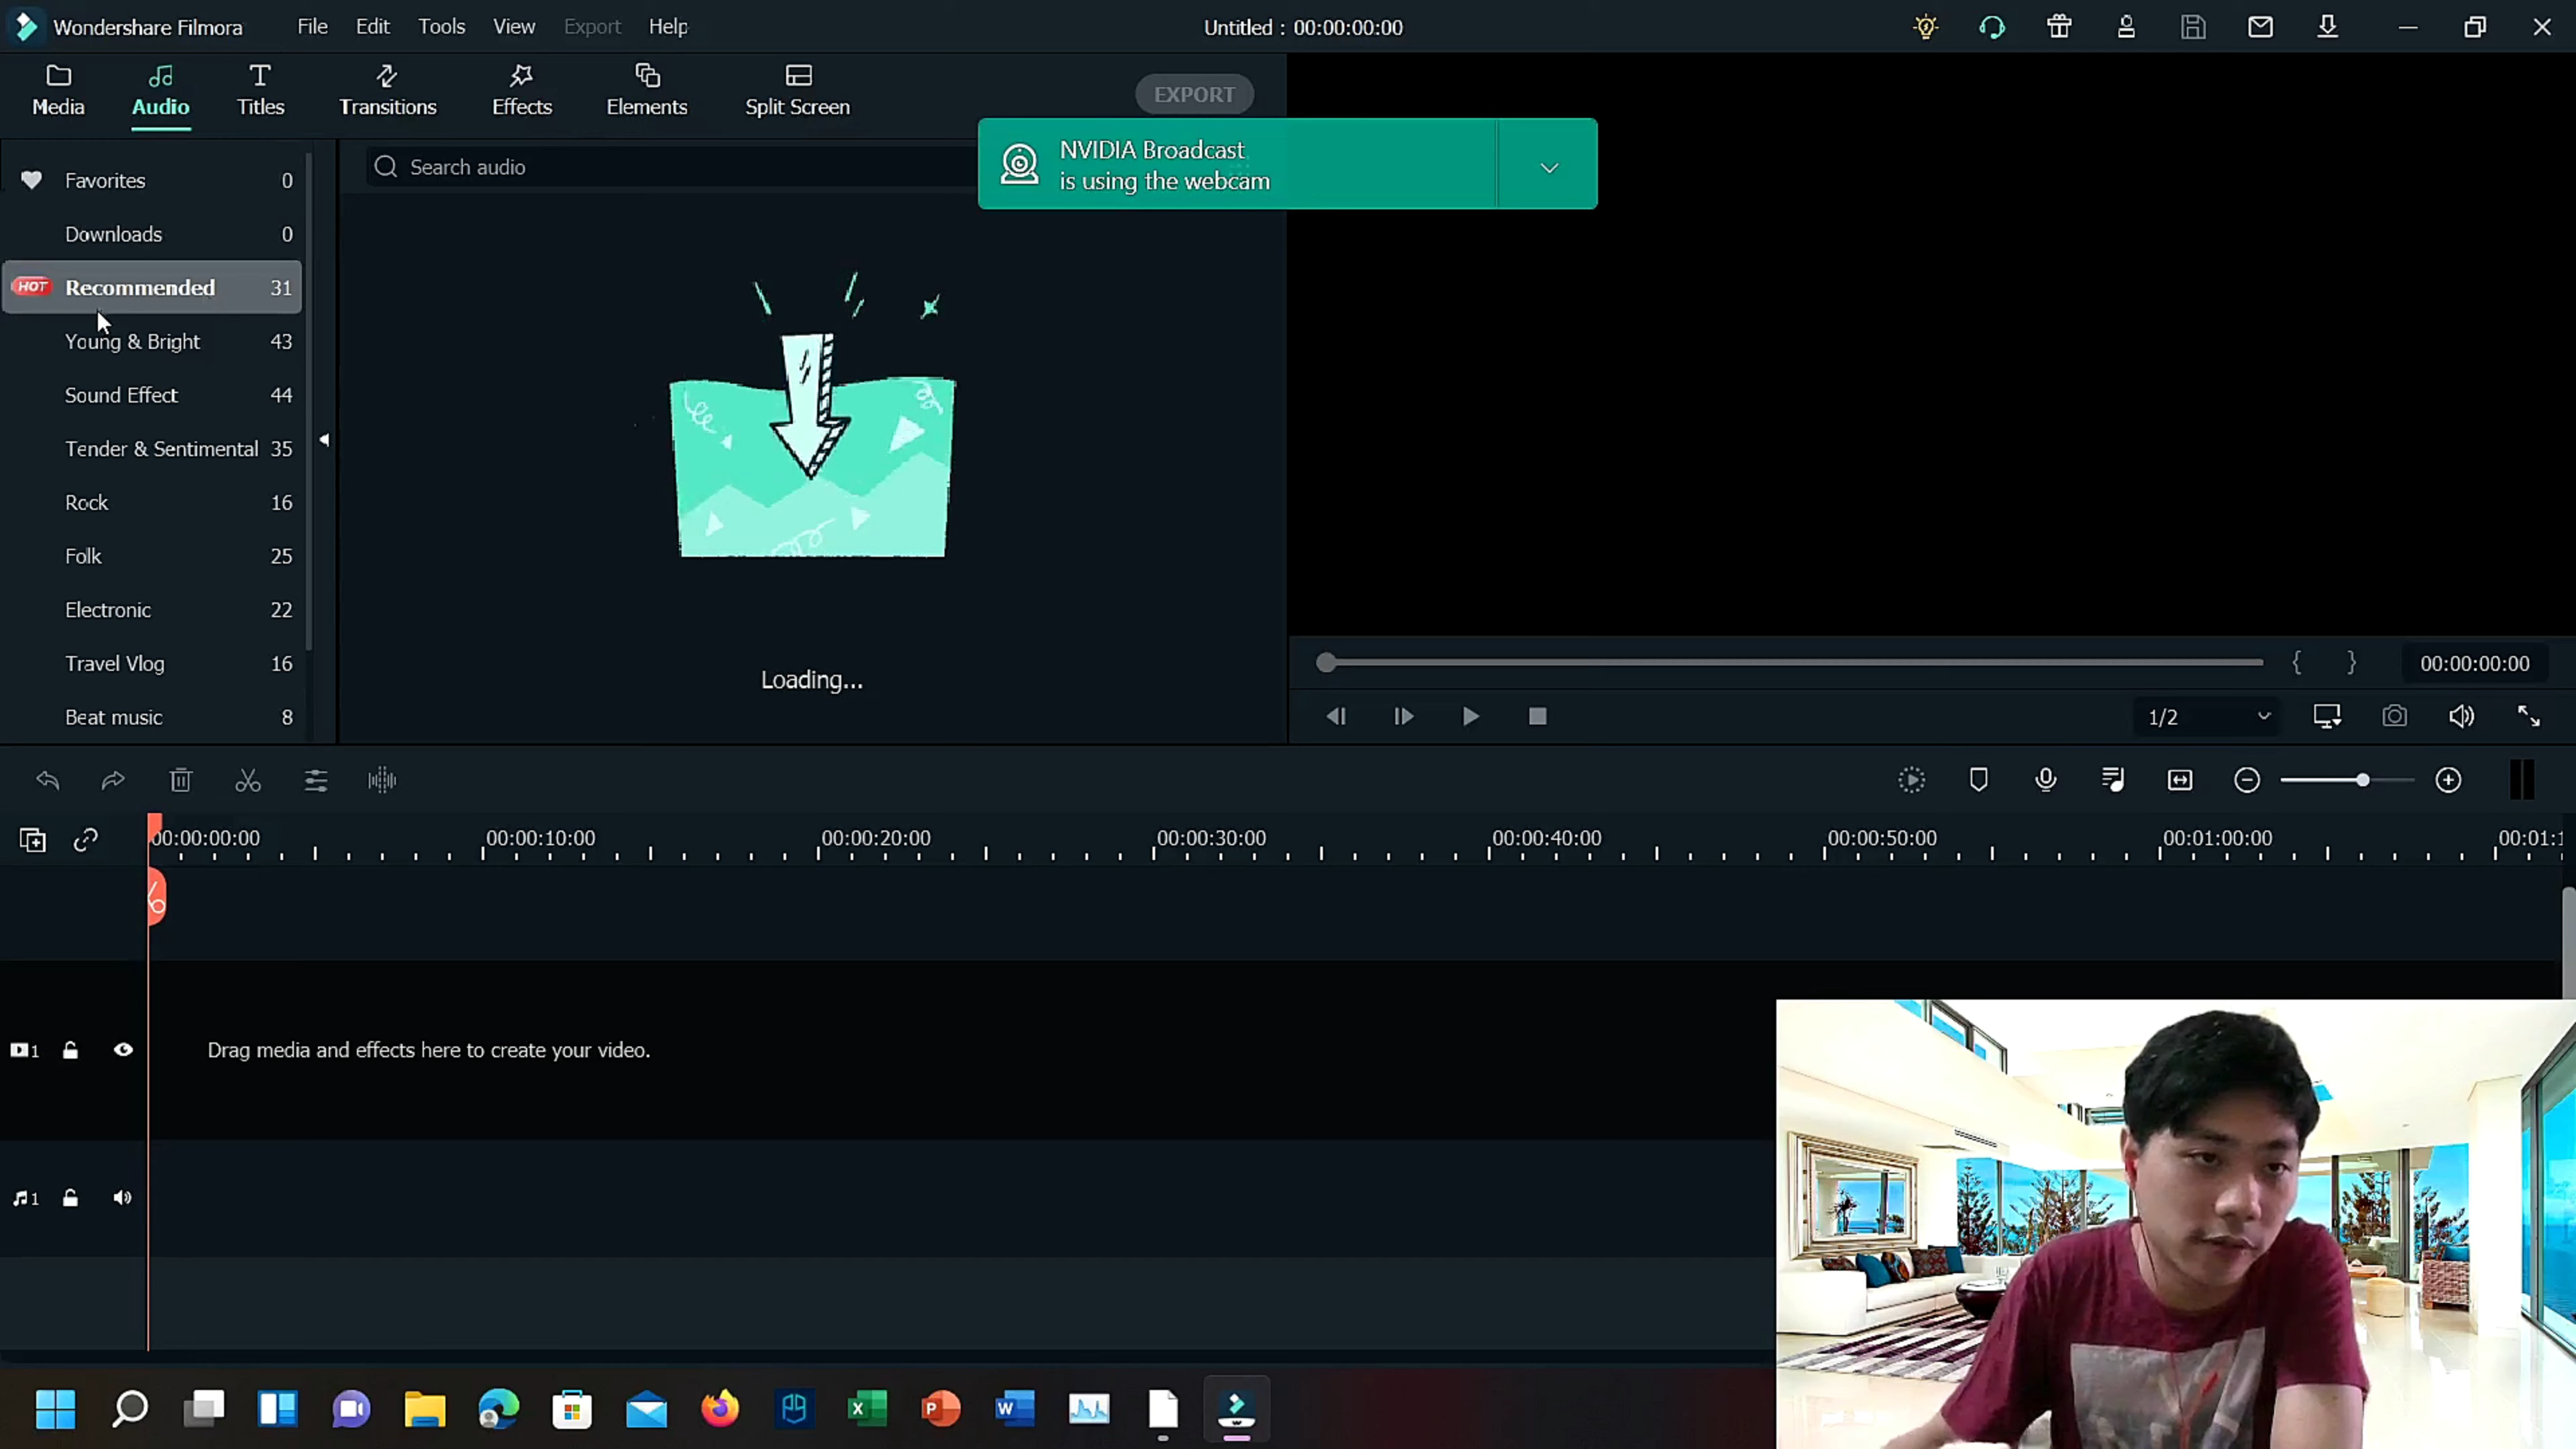 Wondershare Filmora
File Edit Tools View Export Help
Untitled : 00:00:00:00
Media Audio Titles Transitions Effects Elements Split Screen
EXPORT
Search audio
NVIDIA Broadcast
is using the webcam
Favorites 0
Downloads 0
HOT Recommended 31
Young & Bright 43
Sound Effect 44
Tender & Sentimental 35
Rock 16
Folk 25
Electronic 22
Travel Vlog 16
Beat music 8
Loading...
{ } 00:00:00:00
1/2
00:00:00:00 00:00:10:00 00:00:20:00 00:00:30:00 00:00:40:00 00:00:50:00 00:01:00:00 00:01:1
1 Drag media and effects here to create your video.
1
X P W